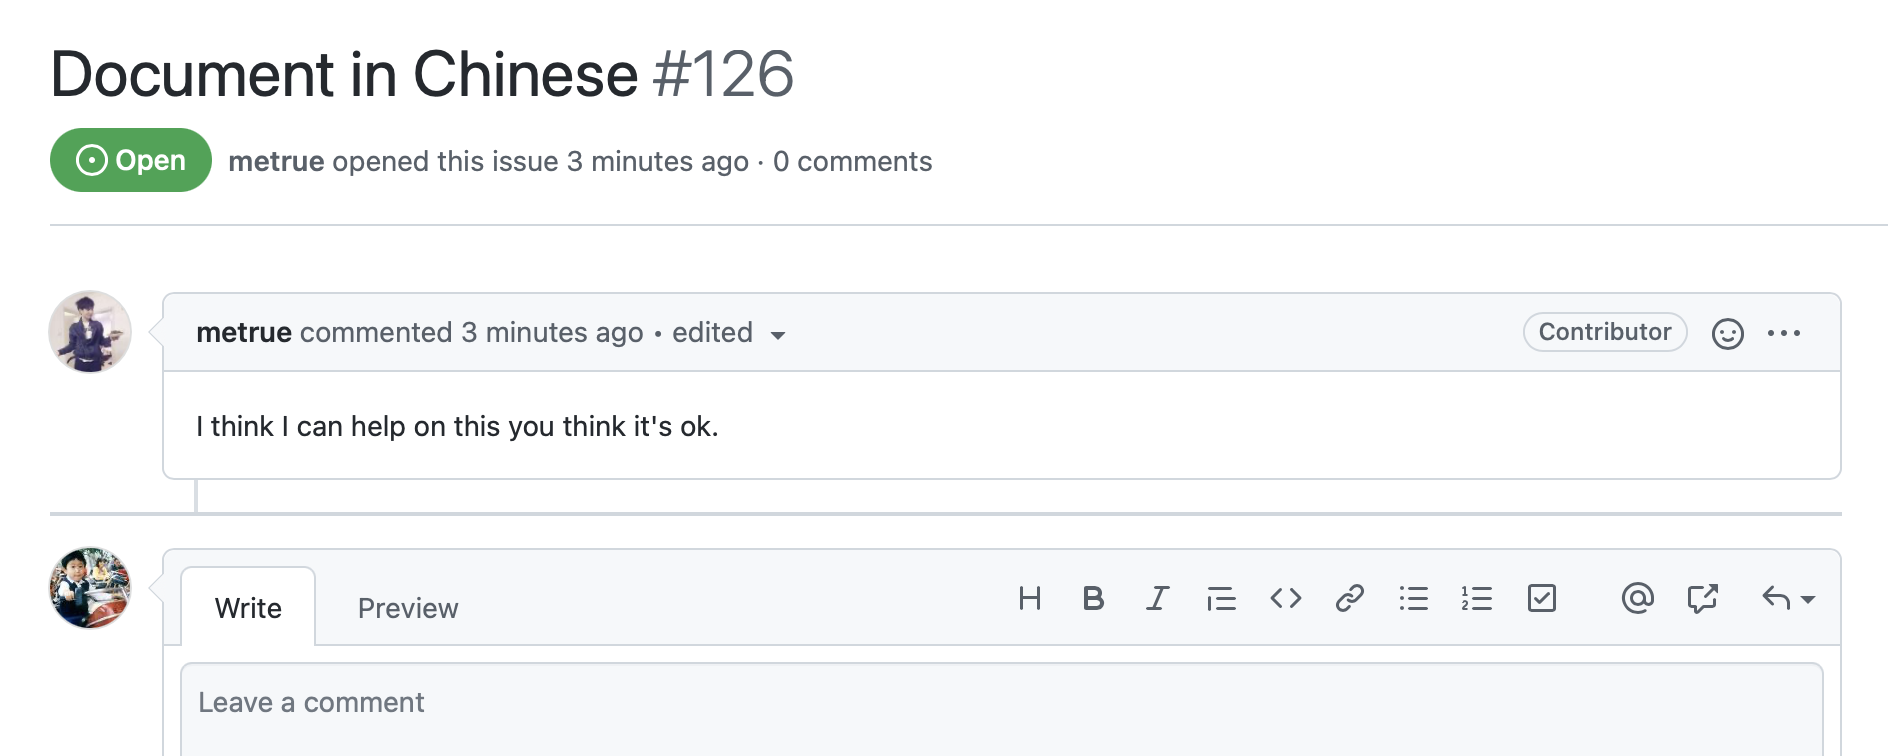 Document in Chinese #126
Open metrue opened this issue 3 minutes ago · 0 comments
metrue commented 3 minutes ago • edited Contributor
I think I can help on this you think it's ok.
Write Preview
Leave a comment